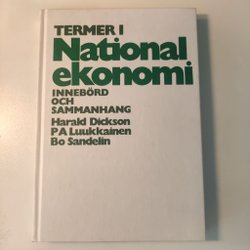 TERMER I
National
ekonomi
INNEBÖRD
OCH
SAMMANHANG
Harald Dickson
P A Luukkainen
Bo Sandelin